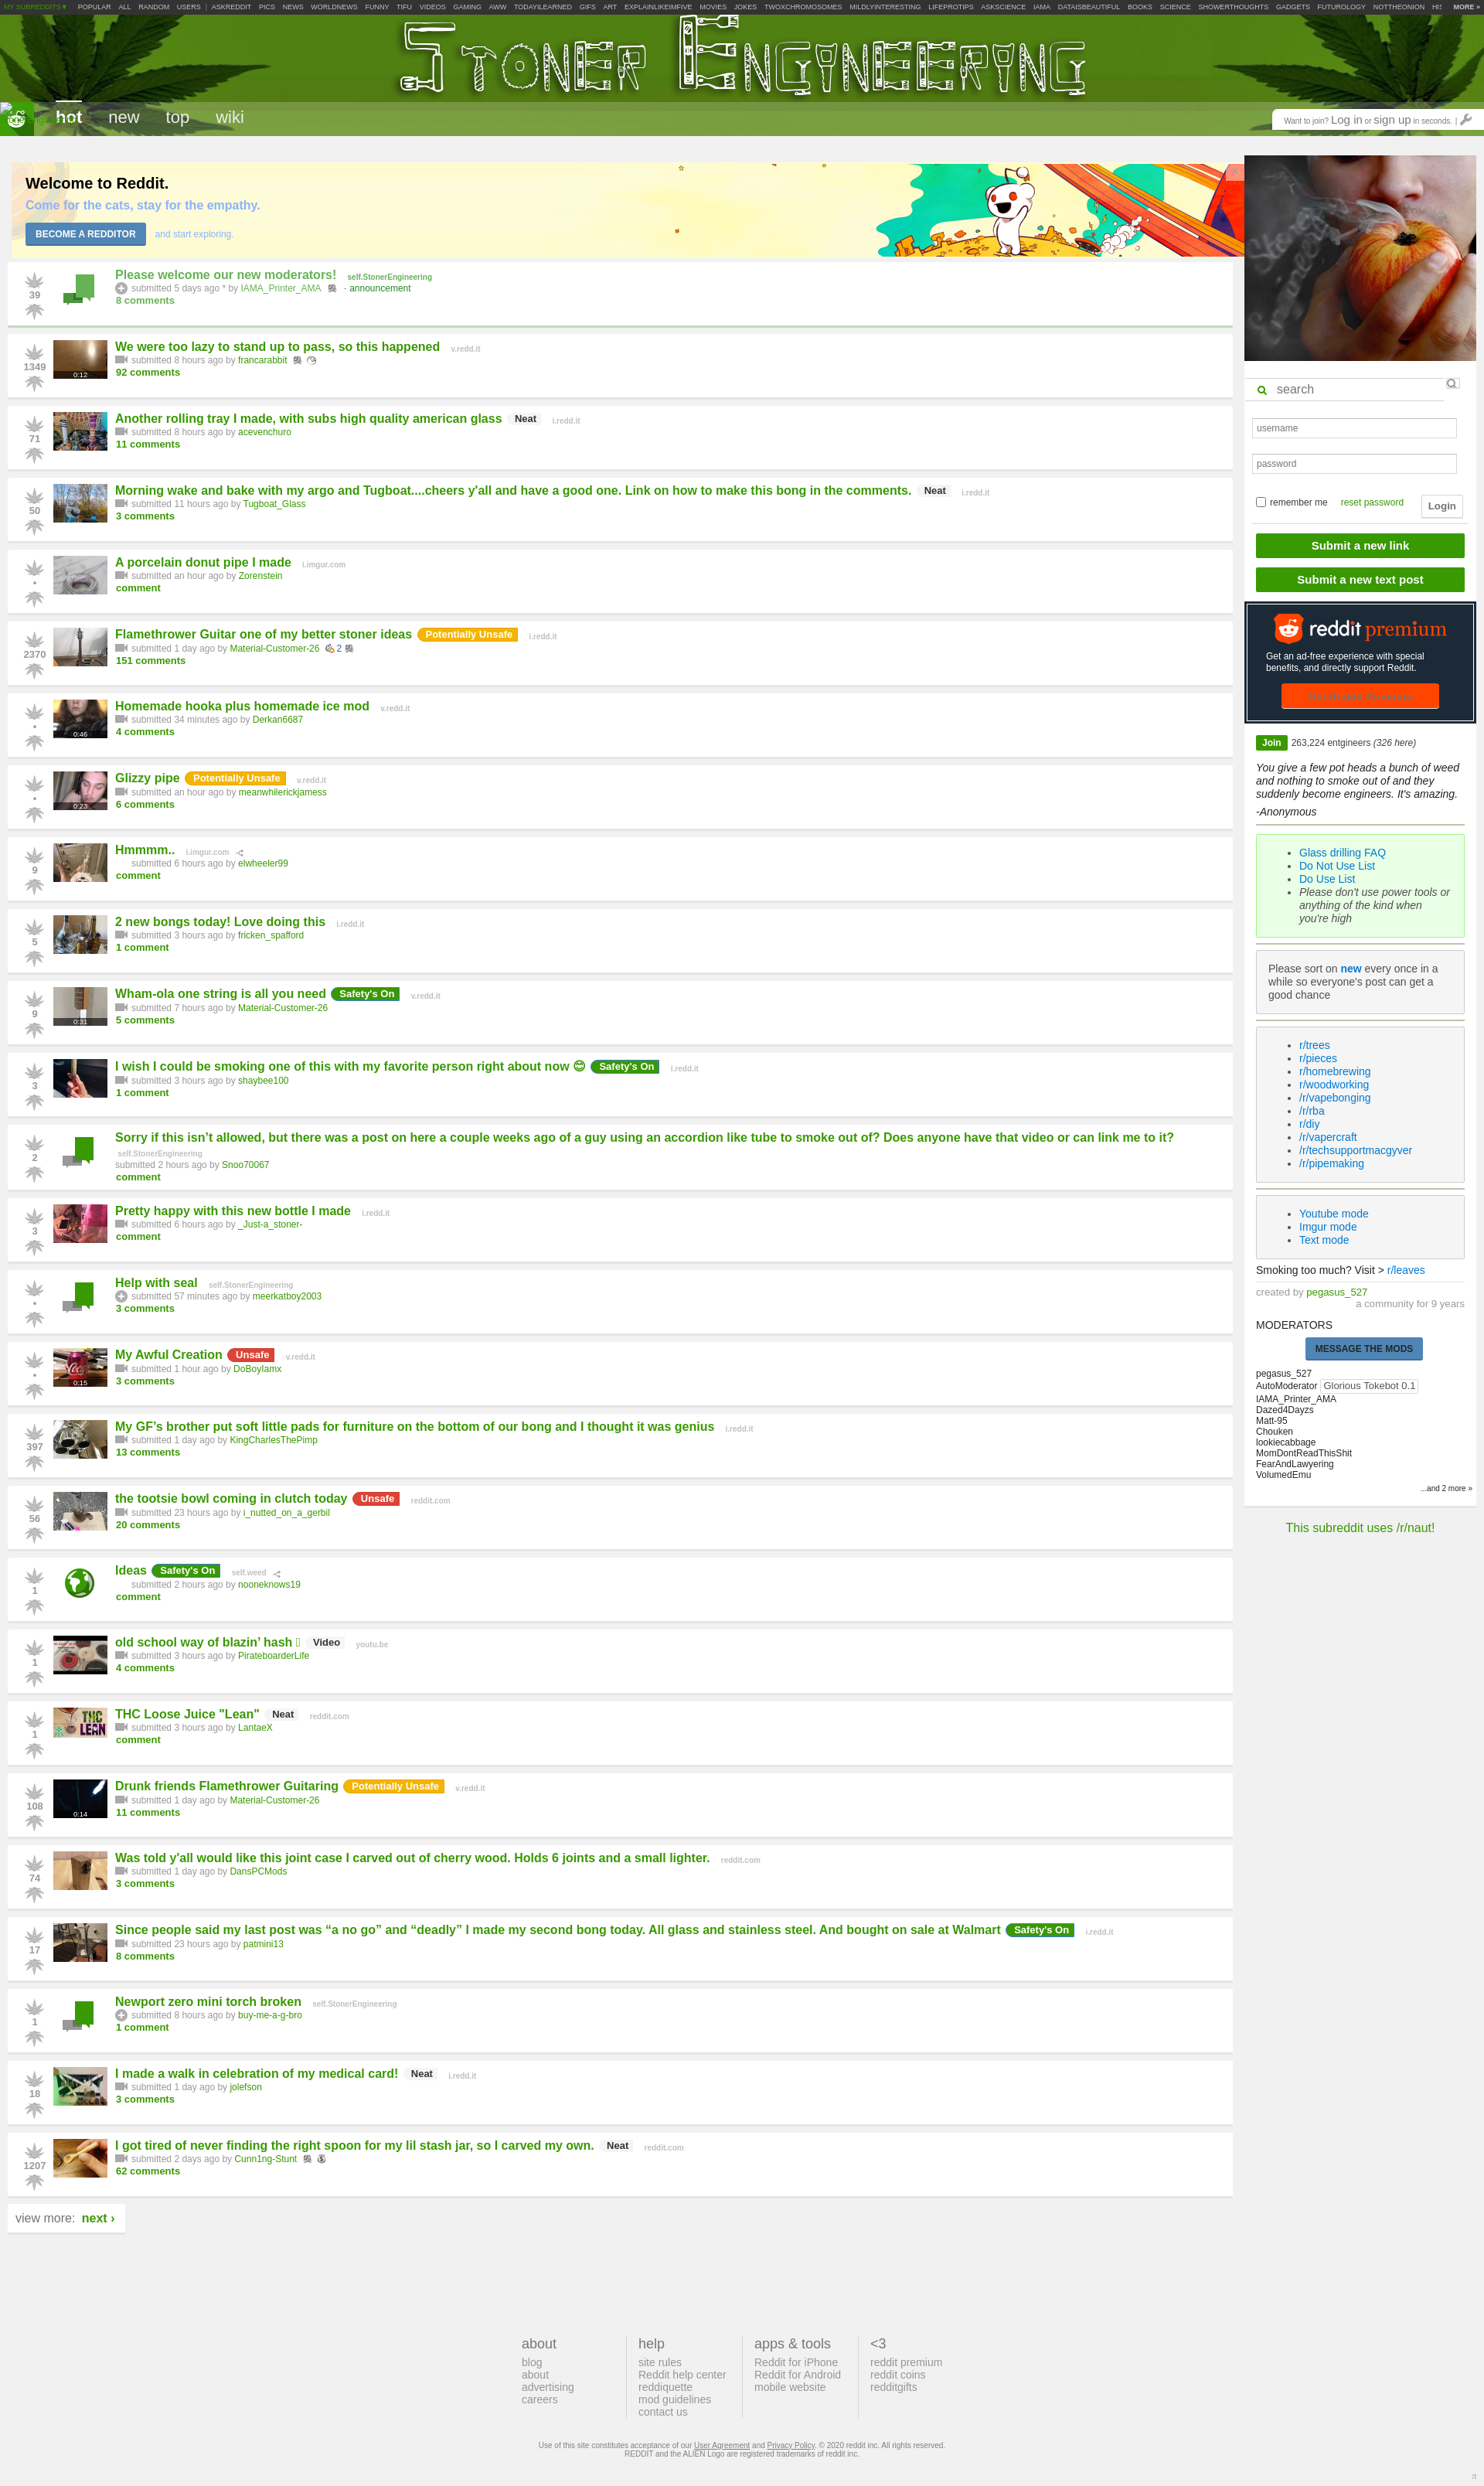 MY SUBREDDITS ▾ POPULAR ALL RANDOM USERS | ASKREDDIT PICS NEWS WORLDNEWS FUNNY TIFU VIDEOS GAMING AWW TODAYILEARNED GIFS ART EXPLAINLIKEIMFIVE MOVIES JOKES TWOXCHROMOSOMES MILDLYINTERESTING LIFEPROTIPS ASKSCIENCE IAMA DATAISBEAUTIFUL BOOKS SCIENCE SHOWERTHOUGHTS GADGETS FUTUROLOGY NOTTHEONION HIS MORE »
Stoner Engineering
hot new top wiki
Want to join? Log in or sign up in seconds. |
Welcome to Reddit.
Come for the cats, stay for the empathy.
BECOME A REDDITOR and start exploring.
Please welcome our new moderators! self.StonerEngineering
39
submitted 5 days ago * by IAMA_Printer_AMA - announcement
8 comments
We were too lazy to stand up to pass, so this happened v.redd.it
1349
submitted 8 hours ago by francarabbit
0:12
92 comments
Another rolling tray I made, with subs high quality american glass Neat i.redd.it
71
submitted 8 hours ago by acevenchuro
11 comments
Morning wake and bake with my argo and Tugboat....cheers y'all and have a good one. Link on how to make this bong in the comments. Neat i.redd.it
50
submitted 11 hours ago by Tugboat_Glass
3 comments
A porcelain donut pipe I made i.imgur.com
•
submitted an hour ago by Zorenstein
comment
Flamethrower Guitar one of my better stoner ideas Potentially Unsafe i.redd.it
2370
submitted 1 day ago by Material-Customer-26 2
151 comments
Homemade hooka plus homemade ice mod v.redd.it
•
submitted 34 minutes ago by Derkan6687
0:46
4 comments
Glizzy pipe Potentially Unsafe v.redd.it
•
submitted an hour ago by meanwhilerickjamess
0:23
6 comments
Hmmmm.. i.imgur.com
9
submitted 6 hours ago by elwheeler99
comment
2 new bongs today! Love doing this i.redd.it
5
submitted 3 hours ago by fricken_spafford
1 comment
Wham-ola one string is all you need Safety's On v.redd.it
9
submitted 7 hours ago by Material-Customer-26
0:31
5 comments
I wish I could be smoking one of this with my favorite person right about now 😊 Safety's On i.redd.it
3
submitted 3 hours ago by shaybee100
1 comment
Sorry if this isn’t allowed, but there was a post on here a couple weeks ago of a guy using an accordion like tube to smoke out of? Does anyone have that video or can link me to it?
self.StonerEngineering
2
submitted 2 hours ago by Snoo70067
comment
Pretty happy with this new bottle I made i.redd.it
3
submitted 6 hours ago by _Just-a_stoner-
comment
Help with seal self.StonerEngineering
•
submitted 57 minutes ago by meerkatboy2003
3 comments
My Awful Creation Unsafe v.redd.it
•
submitted 1 hour ago by DoBoylamx
0:15
3 comments
My GF’s brother put soft little pads for furniture on the bottom of our bong and I thought it was genius i.redd.it
397
submitted 1 day ago by KingCharlesThePimp
13 comments
the tootsie bowl coming in clutch today Unsafe reddit.com
56
submitted 23 hours ago by i_nutted_on_a_gerbil
20 comments
Ideas Safety's On self.weed
1
submitted 2 hours ago by nooneknows19
comment
old school way of blazin’ hash Video youtu.be
1
submitted 3 hours ago by PirateboarderLife
4 comments
THC Loose Juice "Lean" Neat reddit.com
THC LEAN
1
submitted 3 hours ago by LantaeX
comment
Drunk friends Flamethrower Guitaring Potentially Unsafe v.redd.it
108
submitted 1 day ago by Material-Customer-26
0:14
11 comments
Was told y'all would like this joint case I carved out of cherry wood. Holds 6 joints and a small lighter. reddit.com
74
submitted 1 day ago by DansPCMods
3 comments
Since people said my last post was “a no go” and “deadly” I made my second bong today. All glass and stainless steel. And bought on sale at Walmart Safety's On i.redd.it
17
submitted 23 hours ago by patmini13
8 comments
Newport zero mini torch broken self.StonerEngineering
1
submitted 8 hours ago by buy-me-a-g-bro
1 comment
I made a walk in celebration of my medical card! Neat i.redd.it
18
submitted 1 day ago by jolefson
3 comments
I got tired of never finding the right spoon for my lil stash jar, so I carved my own. Neat reddit.com
1207
submitted 2 days ago by Cunn1ng-Stunt
62 comments
view more: next ›
search
username
password
remember me reset password Login
Submit a new link
Submit a new text post
reddit premium
Get an ad-free experience with special
benefits, and directly support Reddit.
Get Reddit Premium
Join 263,224 entgineers (326 here)
You give a few pot heads a bunch of weed
and nothing to smoke out of and they
suddenly become engineers. It's amazing.
-Anonymous
Glass drilling FAQ
Do Not Use List
Do Use List
Please don't use power tools or
anything of the kind when
you're high
Please sort on new every once in a
while so everyone's post can get a
good chance
r/trees
r/pieces
r/homebrewing
r/woodworking
/r/vapebonging
/r/rba
r/diy
/r/vapercraft
/r/techsupportmacgyver
/r/pipemaking
Youtube mode
Imgur mode
Text mode
Smoking too much? Visit > r/leaves
created by pegasus_527
a community for 9 years
MODERATORS
MESSAGE THE MODS
pegasus_527
AutoModerator Glorious Tokebot 0.1
IAMA_Printer_AMA
Dazed4Dayzs
Matt-95
Chouken
lookiecabbage
MomDontReadThisShit
FearAndLawyering
VolumedEmu
...and 2 more »
This subreddit uses /r/naut!
about
blog
about
advertising
careers
help
site rules
Reddit help center
reddiquette
mod guidelines
contact us
apps & tools
Reddit for iPhone
Reddit for Android
mobile website
<3
reddit premium
reddit coins
redditgifts
Use of this site constitutes acceptance of our User Agreement and Privacy Policy. © 2020 reddit inc. All rights reserved.
REDDIT and the ALIEN Logo are registered trademarks of reddit inc.
π